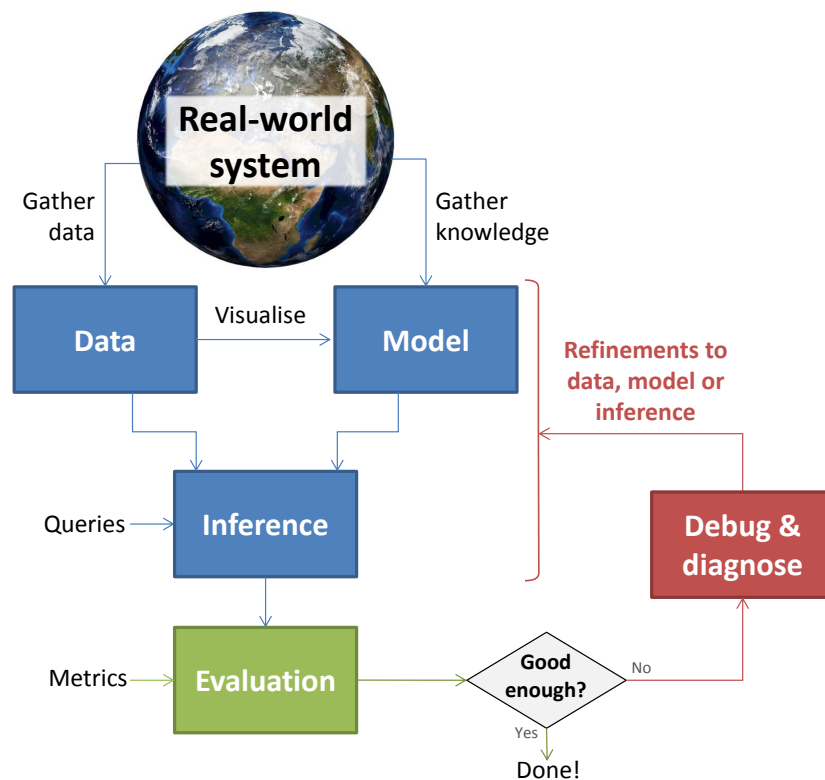 Real-world
system
Gather
data
Gather
knowledge
Data
Visualise
Model
Refinements to
data, model or
inference
Queries
Inference
Debug &
diagnose
Metrics
Evaluation
Good
enough?
No
Yes
Done!